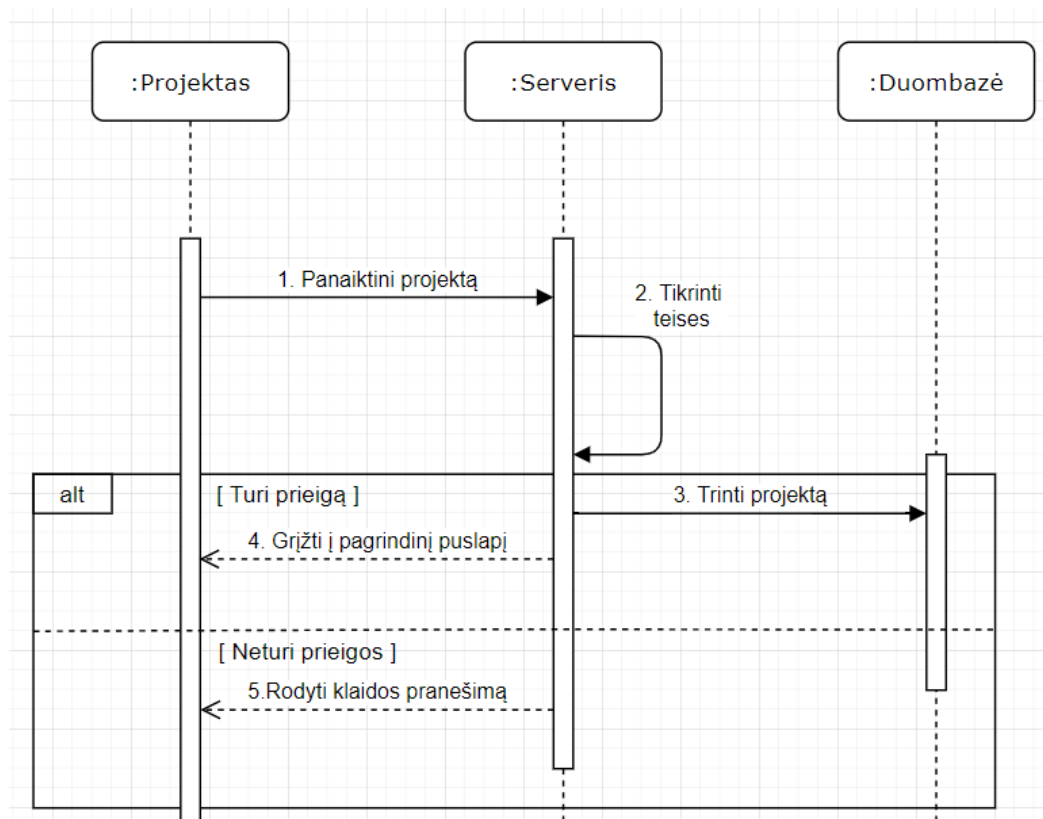 :Projektas
:Serveris
:Duombazė
1. Panaiktini projektą
2. Tikrinti
teises
alt
[ Turi prieigą ]
3. Trinti projektą
4. Grįžti į pagrindinį puslapį
[ Neturi prieigos ]
5.Rodyti klaidos pranešimą